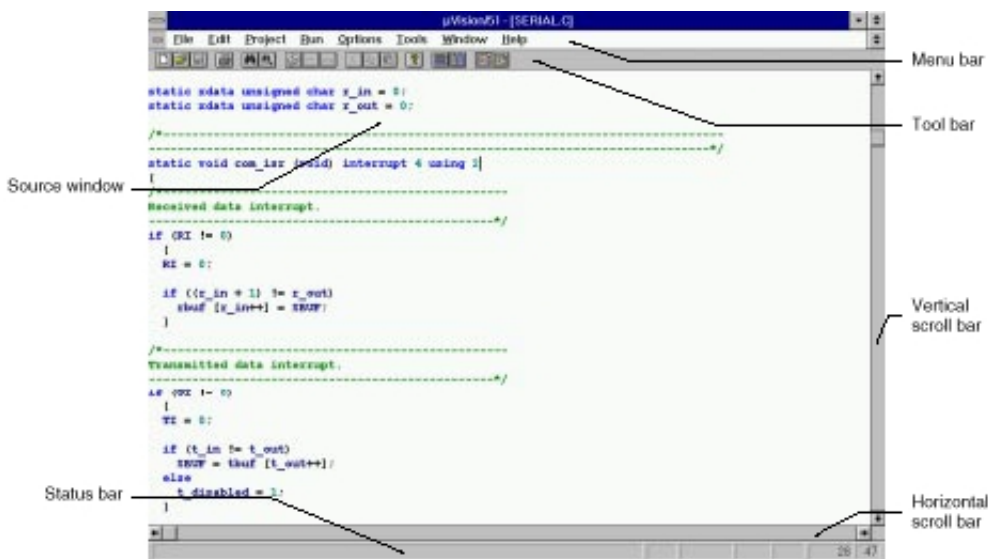 µVision/51 - [SERIAL.C]
File Edit Project Run Options Tools Window Help
Menu bar
Tool bar
static xdata unsigned char r_in = 0;
static xdata unsigned char r_out = 0;
/*------------------------------------------------------------------------------
------------------------------------------------------------------------------*/
static void com_isr (void) interrupt 4 using 1
{
/*------------------------------------------------
Received data interrupt.
------------------------------------------------*/
if (RI != 0)
{
RI = 0;
if ((r_in + 1) != r_out)
rbuf [r_in++] = SBUF;
}
/*------------------------------------------------
Transmitted data interrupt.
------------------------------------------------*/
if (!= 0)
{
TI = 0;
if (t_in != t_out)
SBUF = tbuf [t_out++];
else
t_disabled = 1;
}
Source window
Vertical
scroll bar
Status bar
Horizontal
scroll bar
26 47